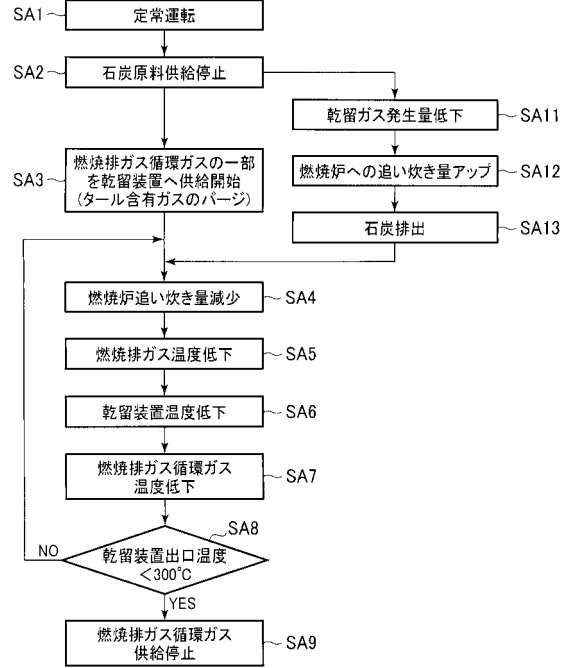 SA1
定常運転
SA2
石炭原料供給停止
乾留ガス発生量低下
SA11
燃焼炉への追い炊き量アップ
SA12
石炭排出
SA13
SA3
燃焼排ガス循環ガスの一部
を乾留装置へ供給開始
(タール含有ガスのパージ)
燃焼炉追い炊き量減少
SA4
燃焼排ガス温度低下
SA5
乾留装置温度低下
SA6
燃焼排ガス循環ガス
温度低下
SA7
SA8
乾留装置出口温度
<300℃
NO
YES
燃焼排ガス循環ガス
供給停止
SA9